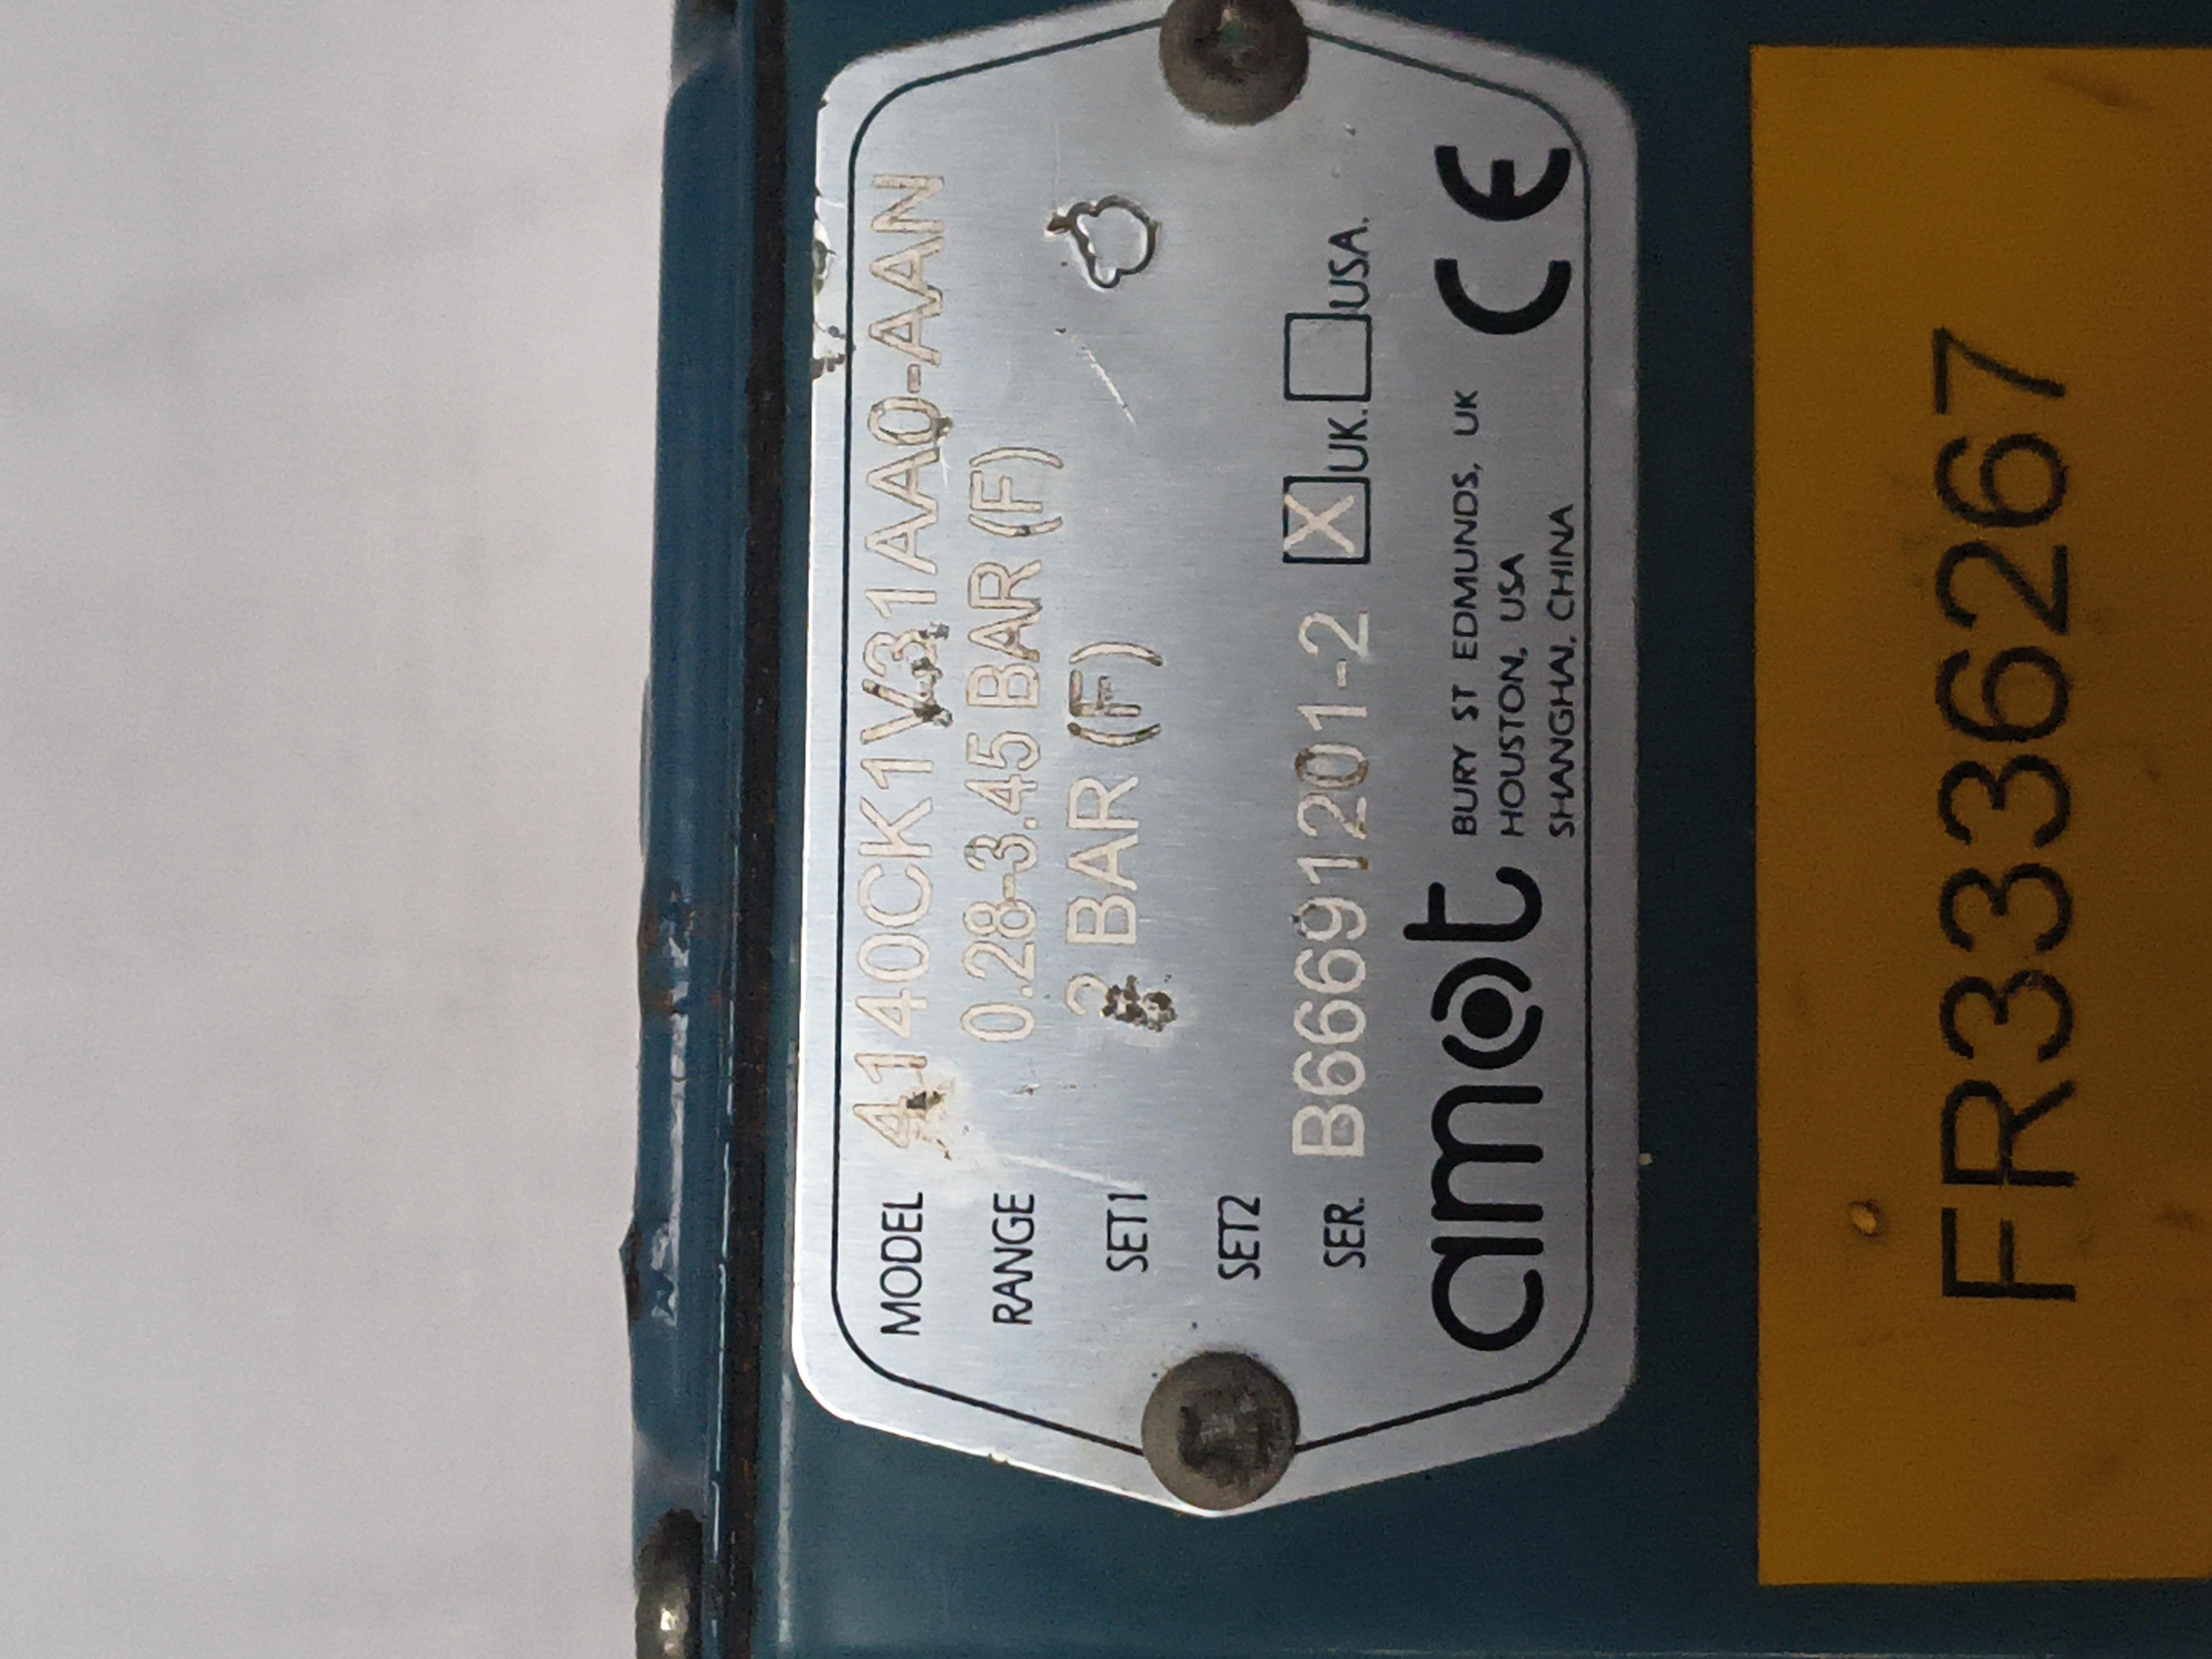 MODEL 4140CK1V31AA0-AAN
RANGE 0.28-3.45 BAR (F)
SET1 2 BAR (F)
SET2
SER. B66691201-2 X UK. USA.
amot BURY ST EDMUNDS, UK
HOUSTON, USA
SHANGHAI, CHINA
CE
FR336267